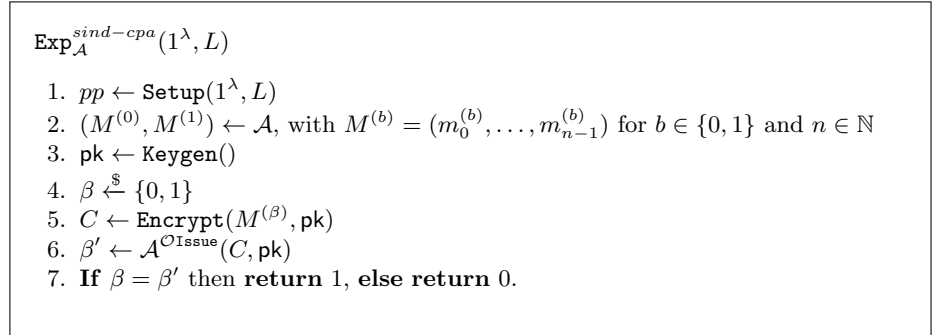 Exp_𝒜^{sind−cpa}(1^λ, L)
1. pp ← Setup(1^λ, L)
2. (M^{(0)}, M^{(1)}) ← 𝒜, with M^{(b)} = (m_0^{(b)}, . . . , m_{n−1}^{(b)}) for b ∈ {0, 1} and n ∈ ℕ
3. pk ← Keygen()
4. β ←^$ {0, 1}
5. C ← Encrypt(M^{(β)}, pk)
6. β′ ← 𝒜^{𝒪Issue}(C, pk)
7. If β = β′ then return 1, else return 0.